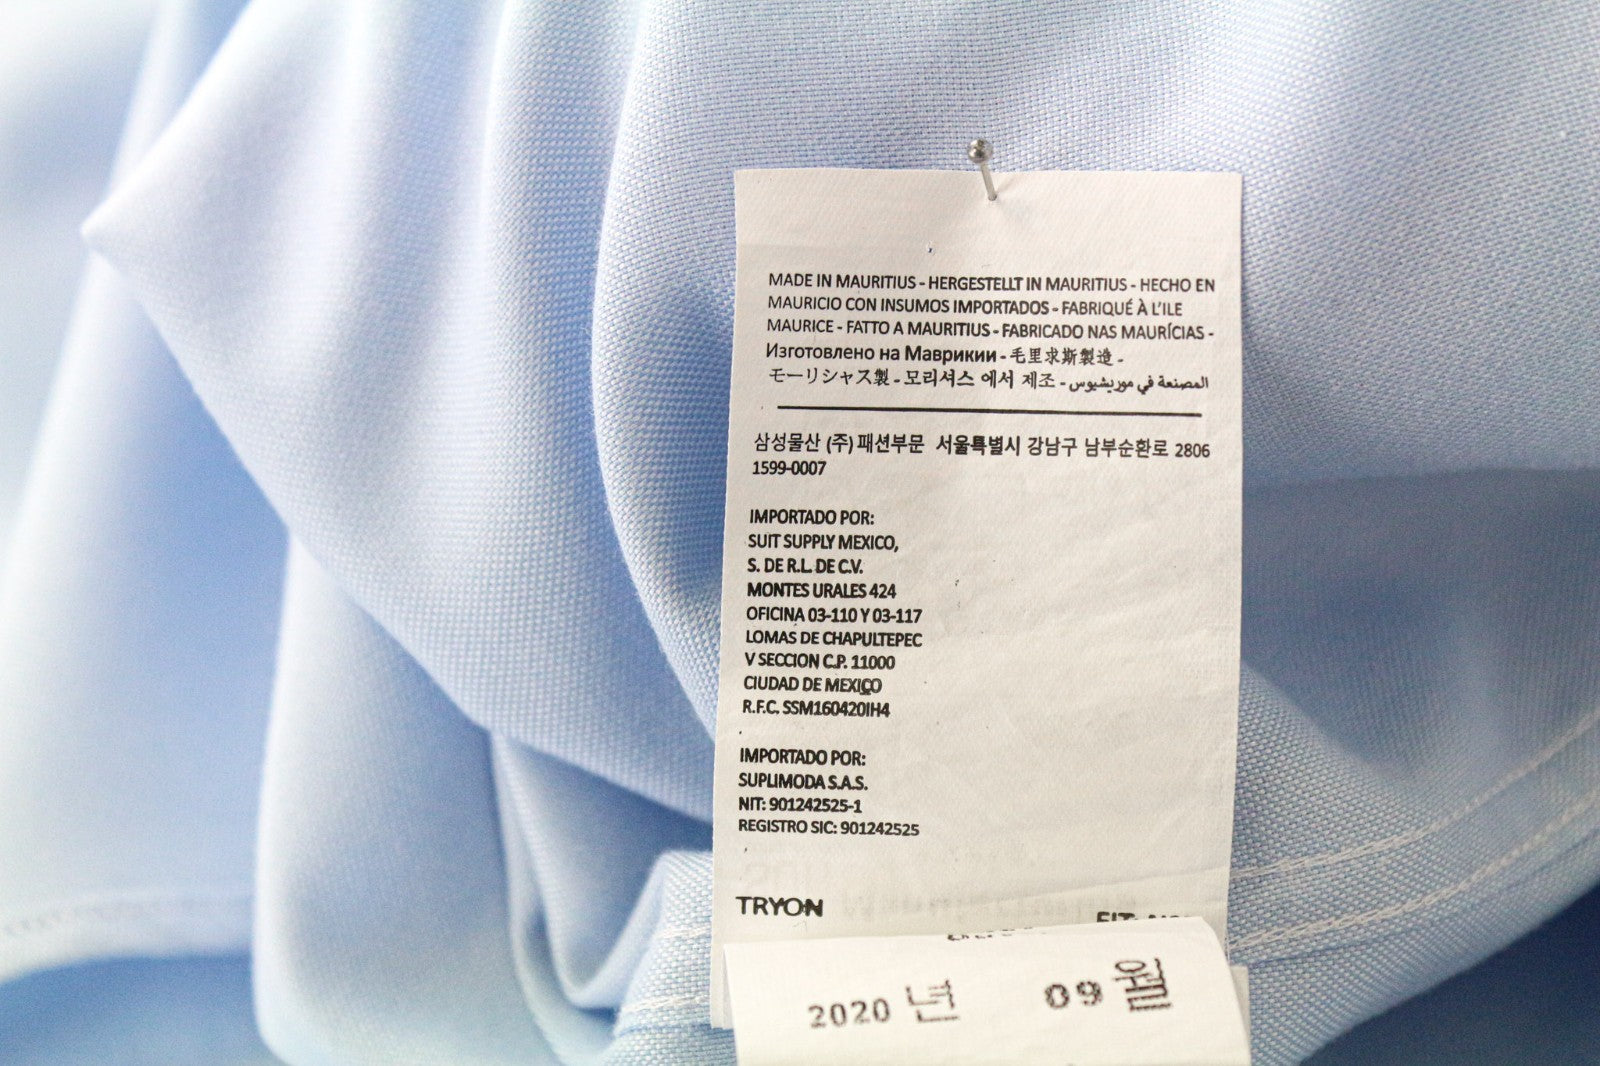 MADE IN MAURITIUS - HERGESTELLT IN MAURITIUS - HECHO EN
MAURICIO CON INSUMOS IMPORTADOS - FABRIQUÉ À L'ILE
MAURICE - FATTO A MAURITIUS - FABRICADO NAS MAURÍCIAS -
Изготовлено на Маврикии - 毛里求斯製造 -
モーリシャス製 - 모리셔스 에서 제조 - المصنعة في موريشيوس
삼성물산 (주) 패션부문 서울특별시 강남구 남부순환로 2806
1599-0007
IMPORTADO POR:
SUIT SUPPLY MEXICO,
S. DE R.L. DE C.V.
MONTES URALES 424
OFICINA 03-110 Y 03-117
LOMAS DE CHAPULTEPEC
V SECCION C.P. 11000
CIUDAD DE MEXICO
R.F.C. SSM160420IH4
IMPORTADO POR:
SUPLIMODA S.A.S.
NIT: 901242525-1
REGISTRO SIC: 901242525
TRYON FIT:
2020 년 09 월